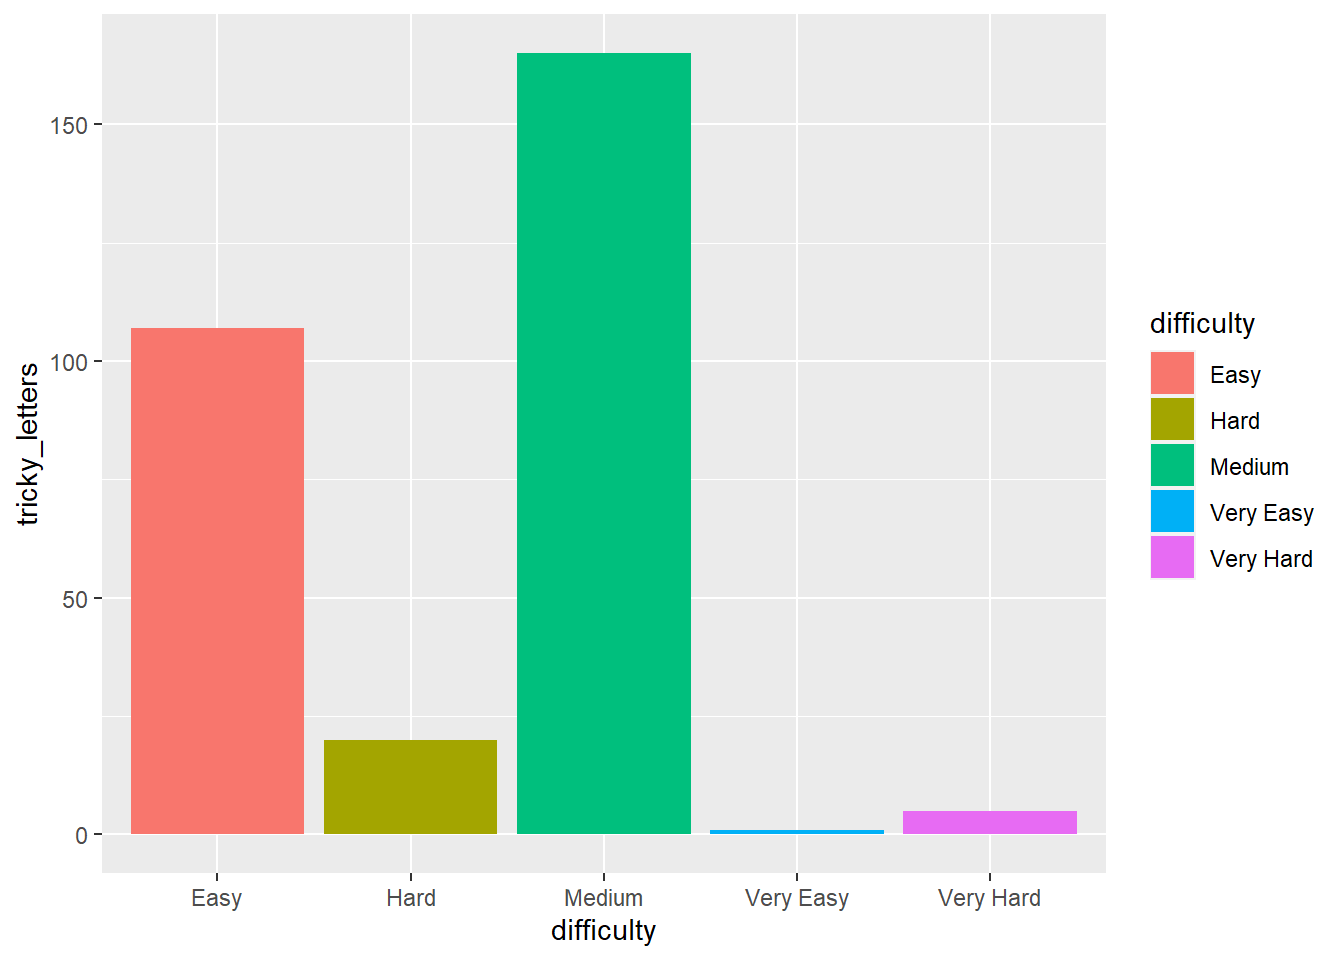 150
100
50
0
tricky_letters
Easy
Hard
Medium
Very Easy
Very Hard
difficulty
difficulty
Easy
Hard
Medium
Very Easy
Very Hard